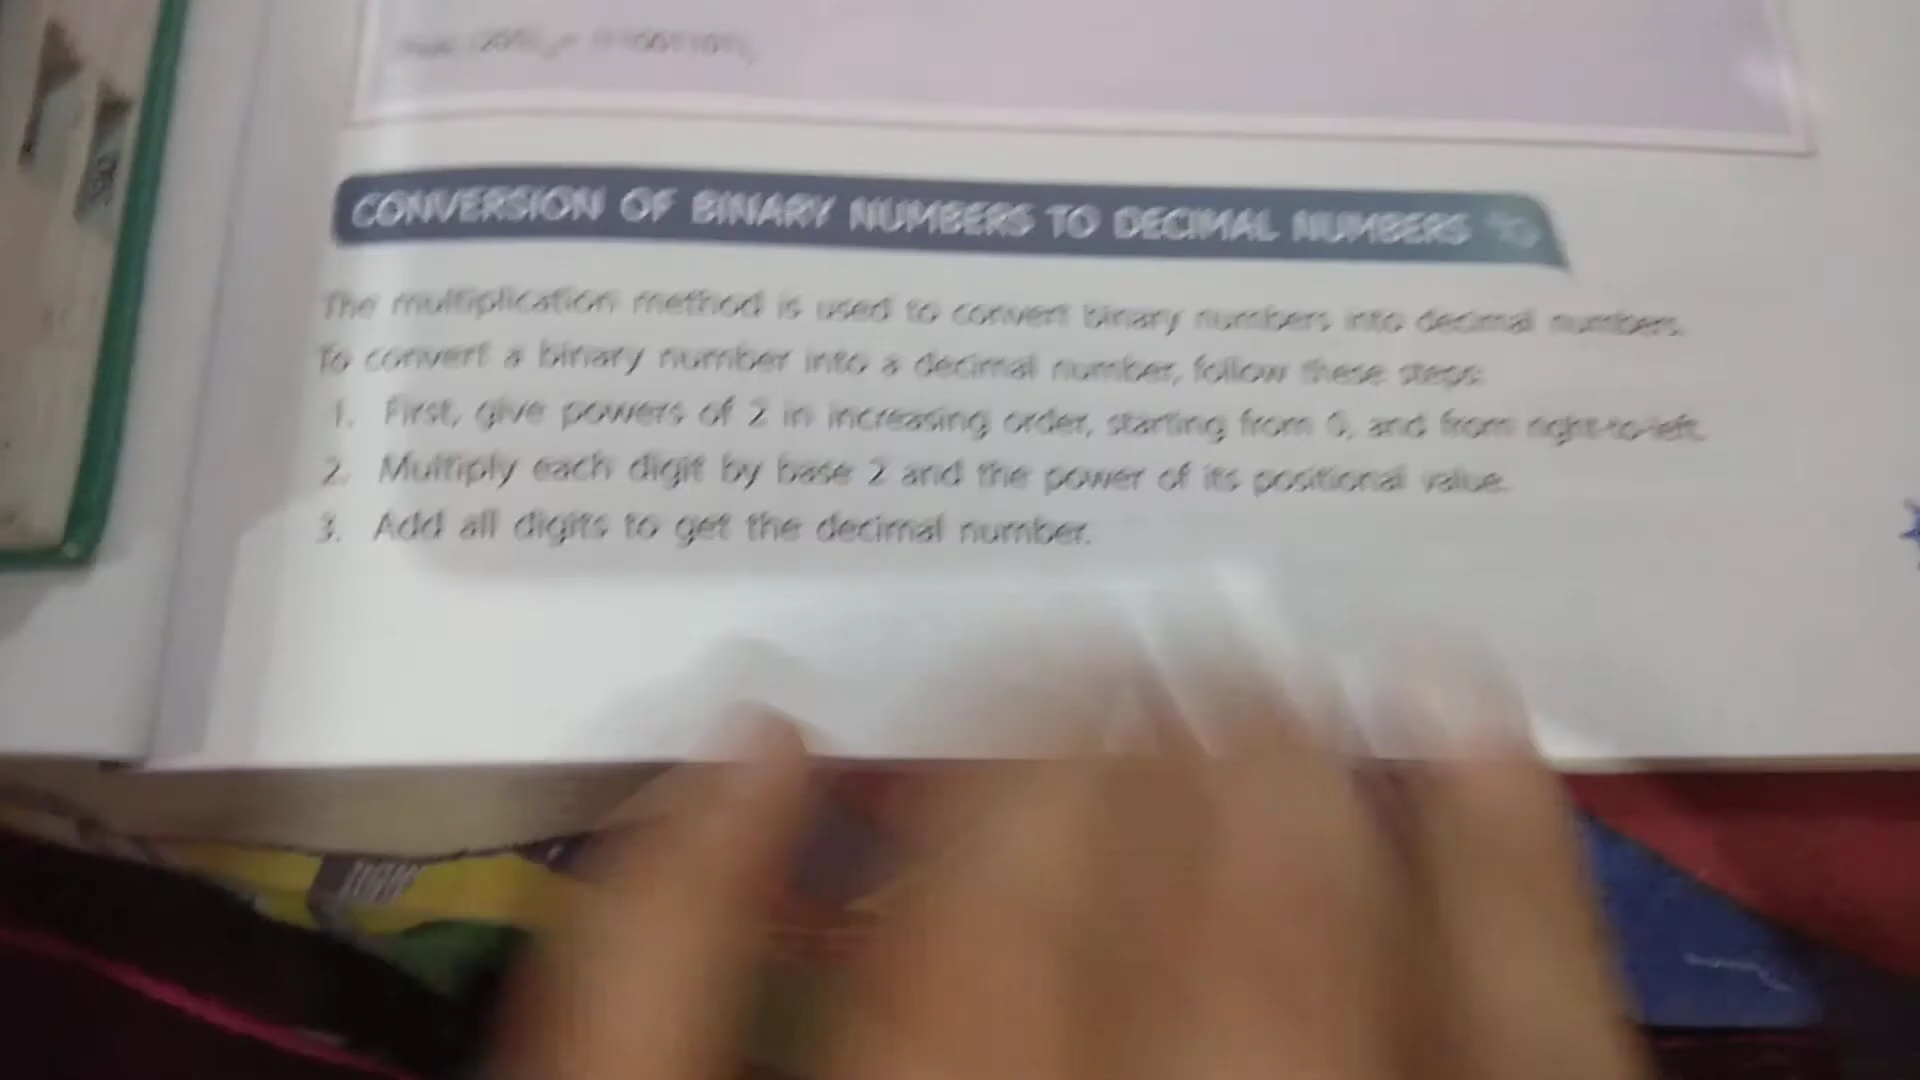 CONVERSION OF BINARY NUMBERS TO DECIMAL NUMBERS
The multiplication method is used to convert binary numbers into decimal numbers.
To convert a binary number into a decimal number, follow these steps:
1. First, give powers of 2 in increasing order, starting from 0, and from right-to-left.
2. Multiply each digit by base 2 and the power of its positional value.
3. Add all digits to get the decimal number.